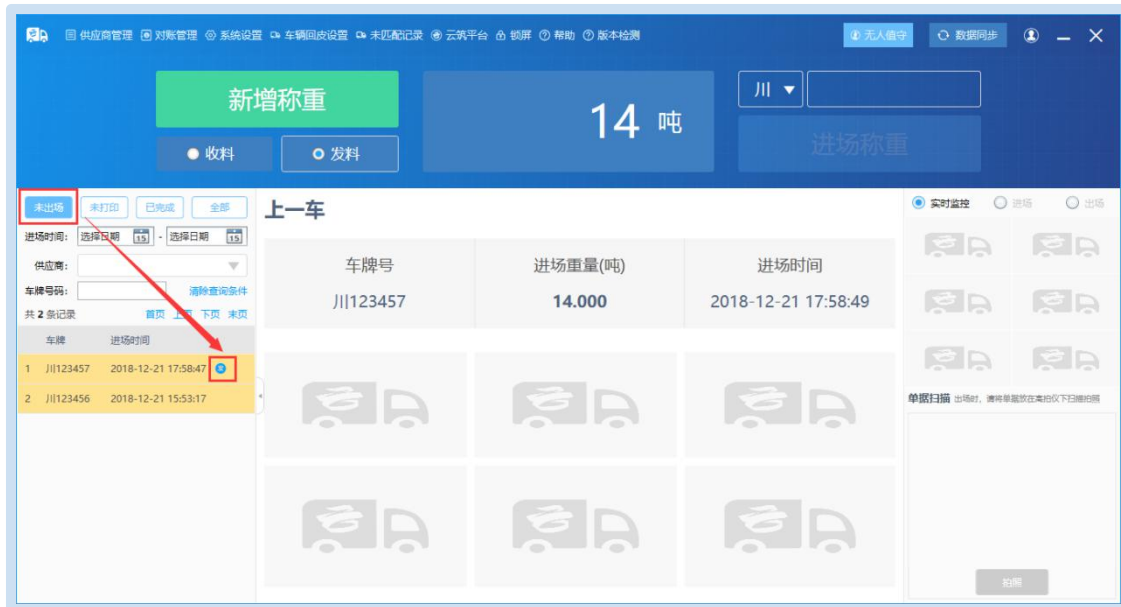 供应商管理 对账管理 系统设置 车辆回皮设置 未匹配记录 云筑平台 锁屏 帮助 版本检测 无人值守 数据同步
新增称重
收料 发料
14 吨
川
进场称重
未出场 未打印 已完成 全部
进场时间: 选择日期 15 - 选择日期 15
供应商:
车牌号码: 清除查询条件
共 2 条记录 首页 上页 下页 末页
车牌 进场时间
1 川123457 2018-12-21 17:58:47
2 川123456 2018-12-21 15:53:17
上一车
车牌号 进场重量(吨) 进场时间
川123457 14.000 2018-12-21 17:58:49
实时监控 进场 出场
单据扫描 出场时，请将单据放在高拍仪下扫描拍照
拍照